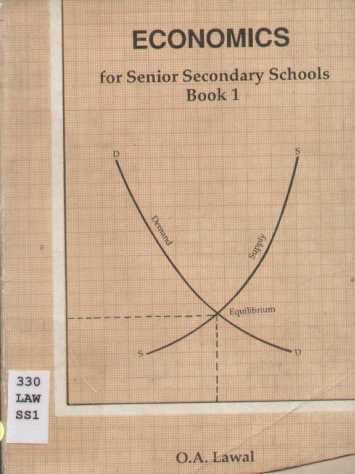 ECONOMICS
for Senior Secondary Schools
Book 1
D
S
Demand
Supply
Equilibrium
S
D
330
LAW
SS1
O.A. Lawal